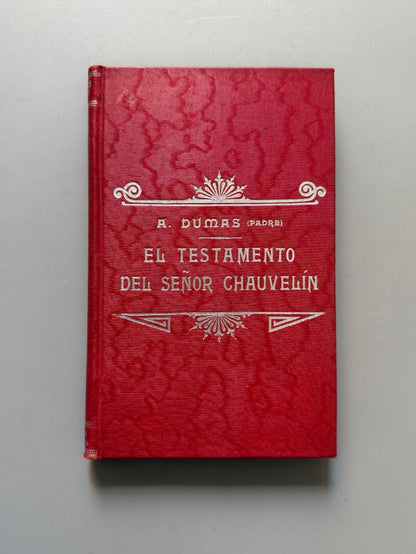 A. DUMAS (PADRE)
EL TESTAMENTO
DEL SEÑOR CHAUVELÍN